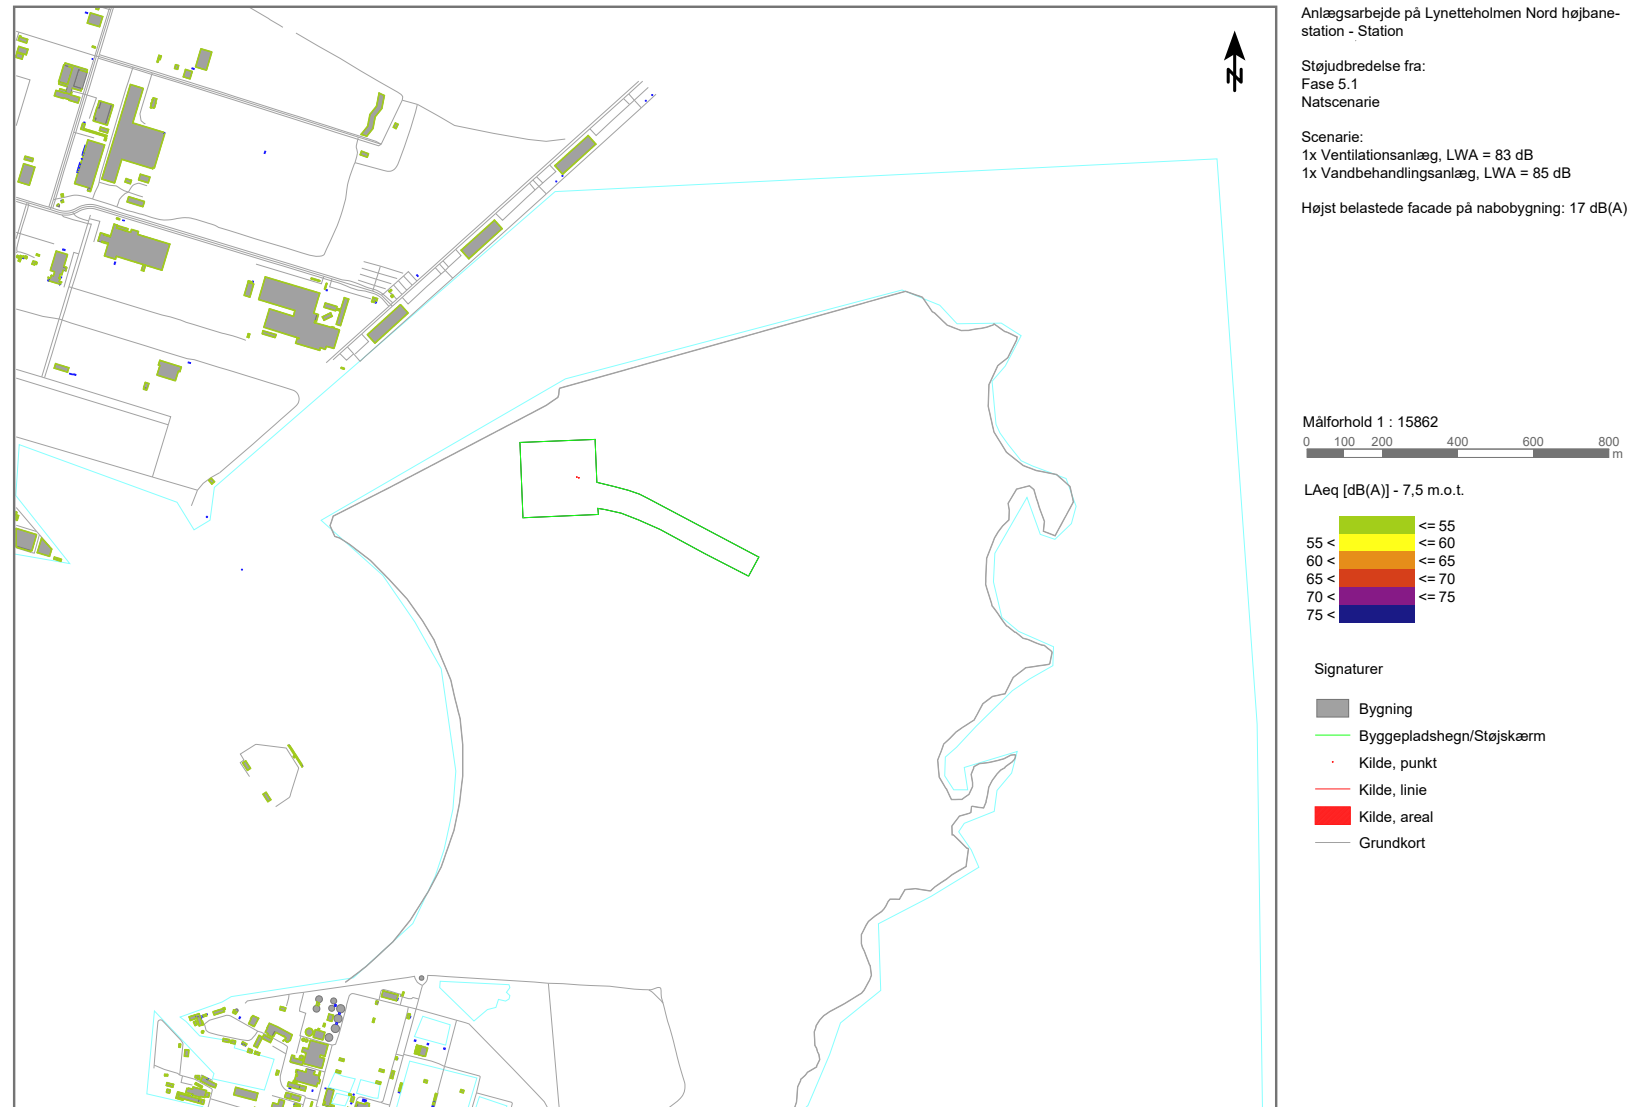 Anlægsarbejde på Lynetteholmen Nord højbane-
station - Station
Støjudbredelse fra:
Fase 5.1
Natscenarie
Scenarie:
1x Ventilationsanlæg, LWA = 83 dB
1x Vandbehandlingsanlæg, LWA = 85 dB
Højst belastede facade på nabobygning: 17 dB(A)
N
Målforhold 1 : 15862
0 100 200 400 600 800
m
LAeq [dB(A)] - 7,5 m.o.t.
<= 55
55 < <= 60
60 < <= 65
65 < <= 70
70 < <= 75
75 <
Signaturer
Bygning
Byggepladshegn/Støjskærm
Kilde, punkt
Kilde, linie
Kilde, areal
Grundkort